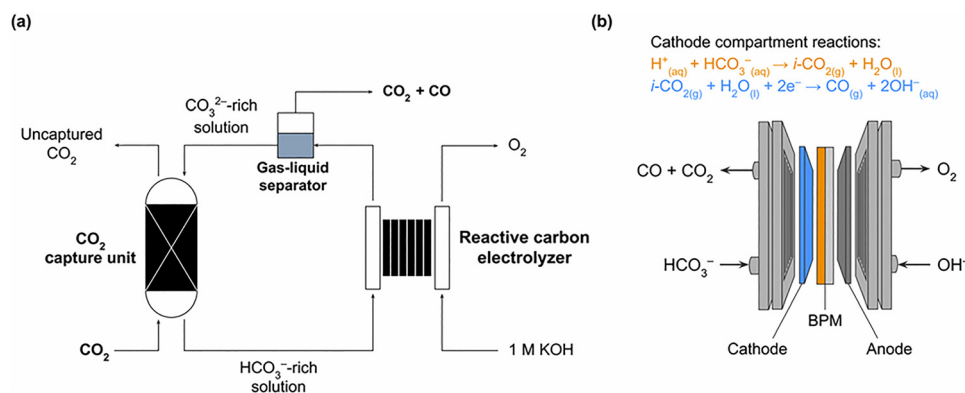 (a)
CO₂ + CO
CO₃²⁻-rich
solution
Uncaptured
CO₂
Gas-liquid
separator
O₂
CO₂
capture unit
Reactive carbon
electrolyzer
CO₂
HCO₃⁻-rich
solution
1 M KOH
(b)
Cathode compartment reactions:
H⁺(aq) + HCO₃⁻(aq) → i-CO₂(g) + H₂O(l)
i-CO₂(g) + H₂O(l) + 2e⁻ → CO(g) + 2OH⁻(aq)
CO + CO₂
O₂
HCO₃⁻
OH⁻
BPM
Cathode
Anode